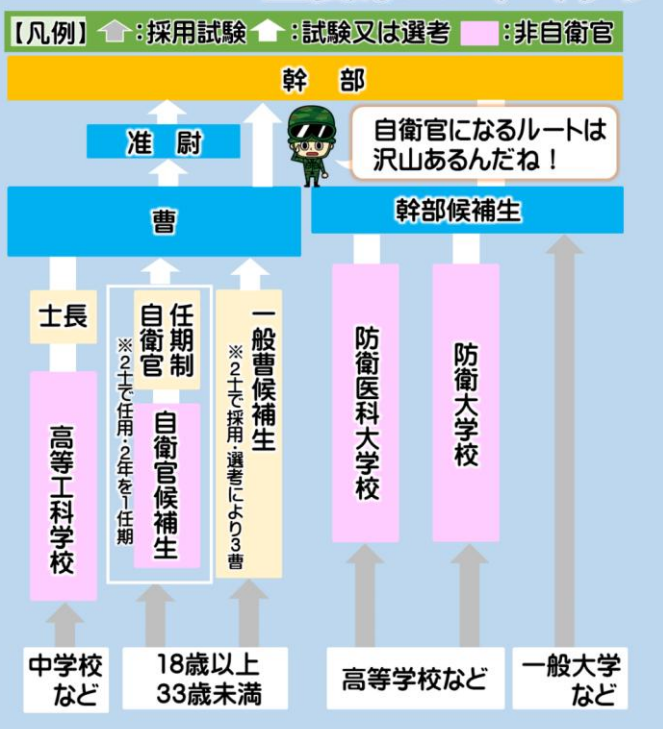 【凡例】:採用試験 :試験又は選考 :非自衛官
幹部
准尉
自衛官になるルートは
沢山あるんだね!
曹
幹部候補生
士長
高等工科学校
任期制
自衛官
※2士で任用・2年を1任期
自衛官候補生
一般曹候補生
※2士で採用・選考により3曹
防衛医科大学校
防衛大学校
中学校
など
18歳以上
33歳未満
高等学校など
一般大学
など